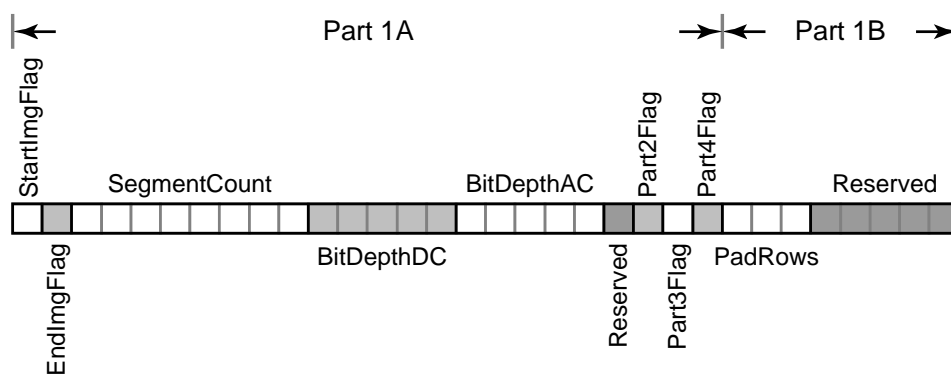 Part 1A
Part 1B
StartImgFlag
Part2Flag
Part4Flag
SegmentCount
BitDepthAC
Reserved
BitDepthDC
PadRows
EndImgFlag
Reserved
Part3Flag